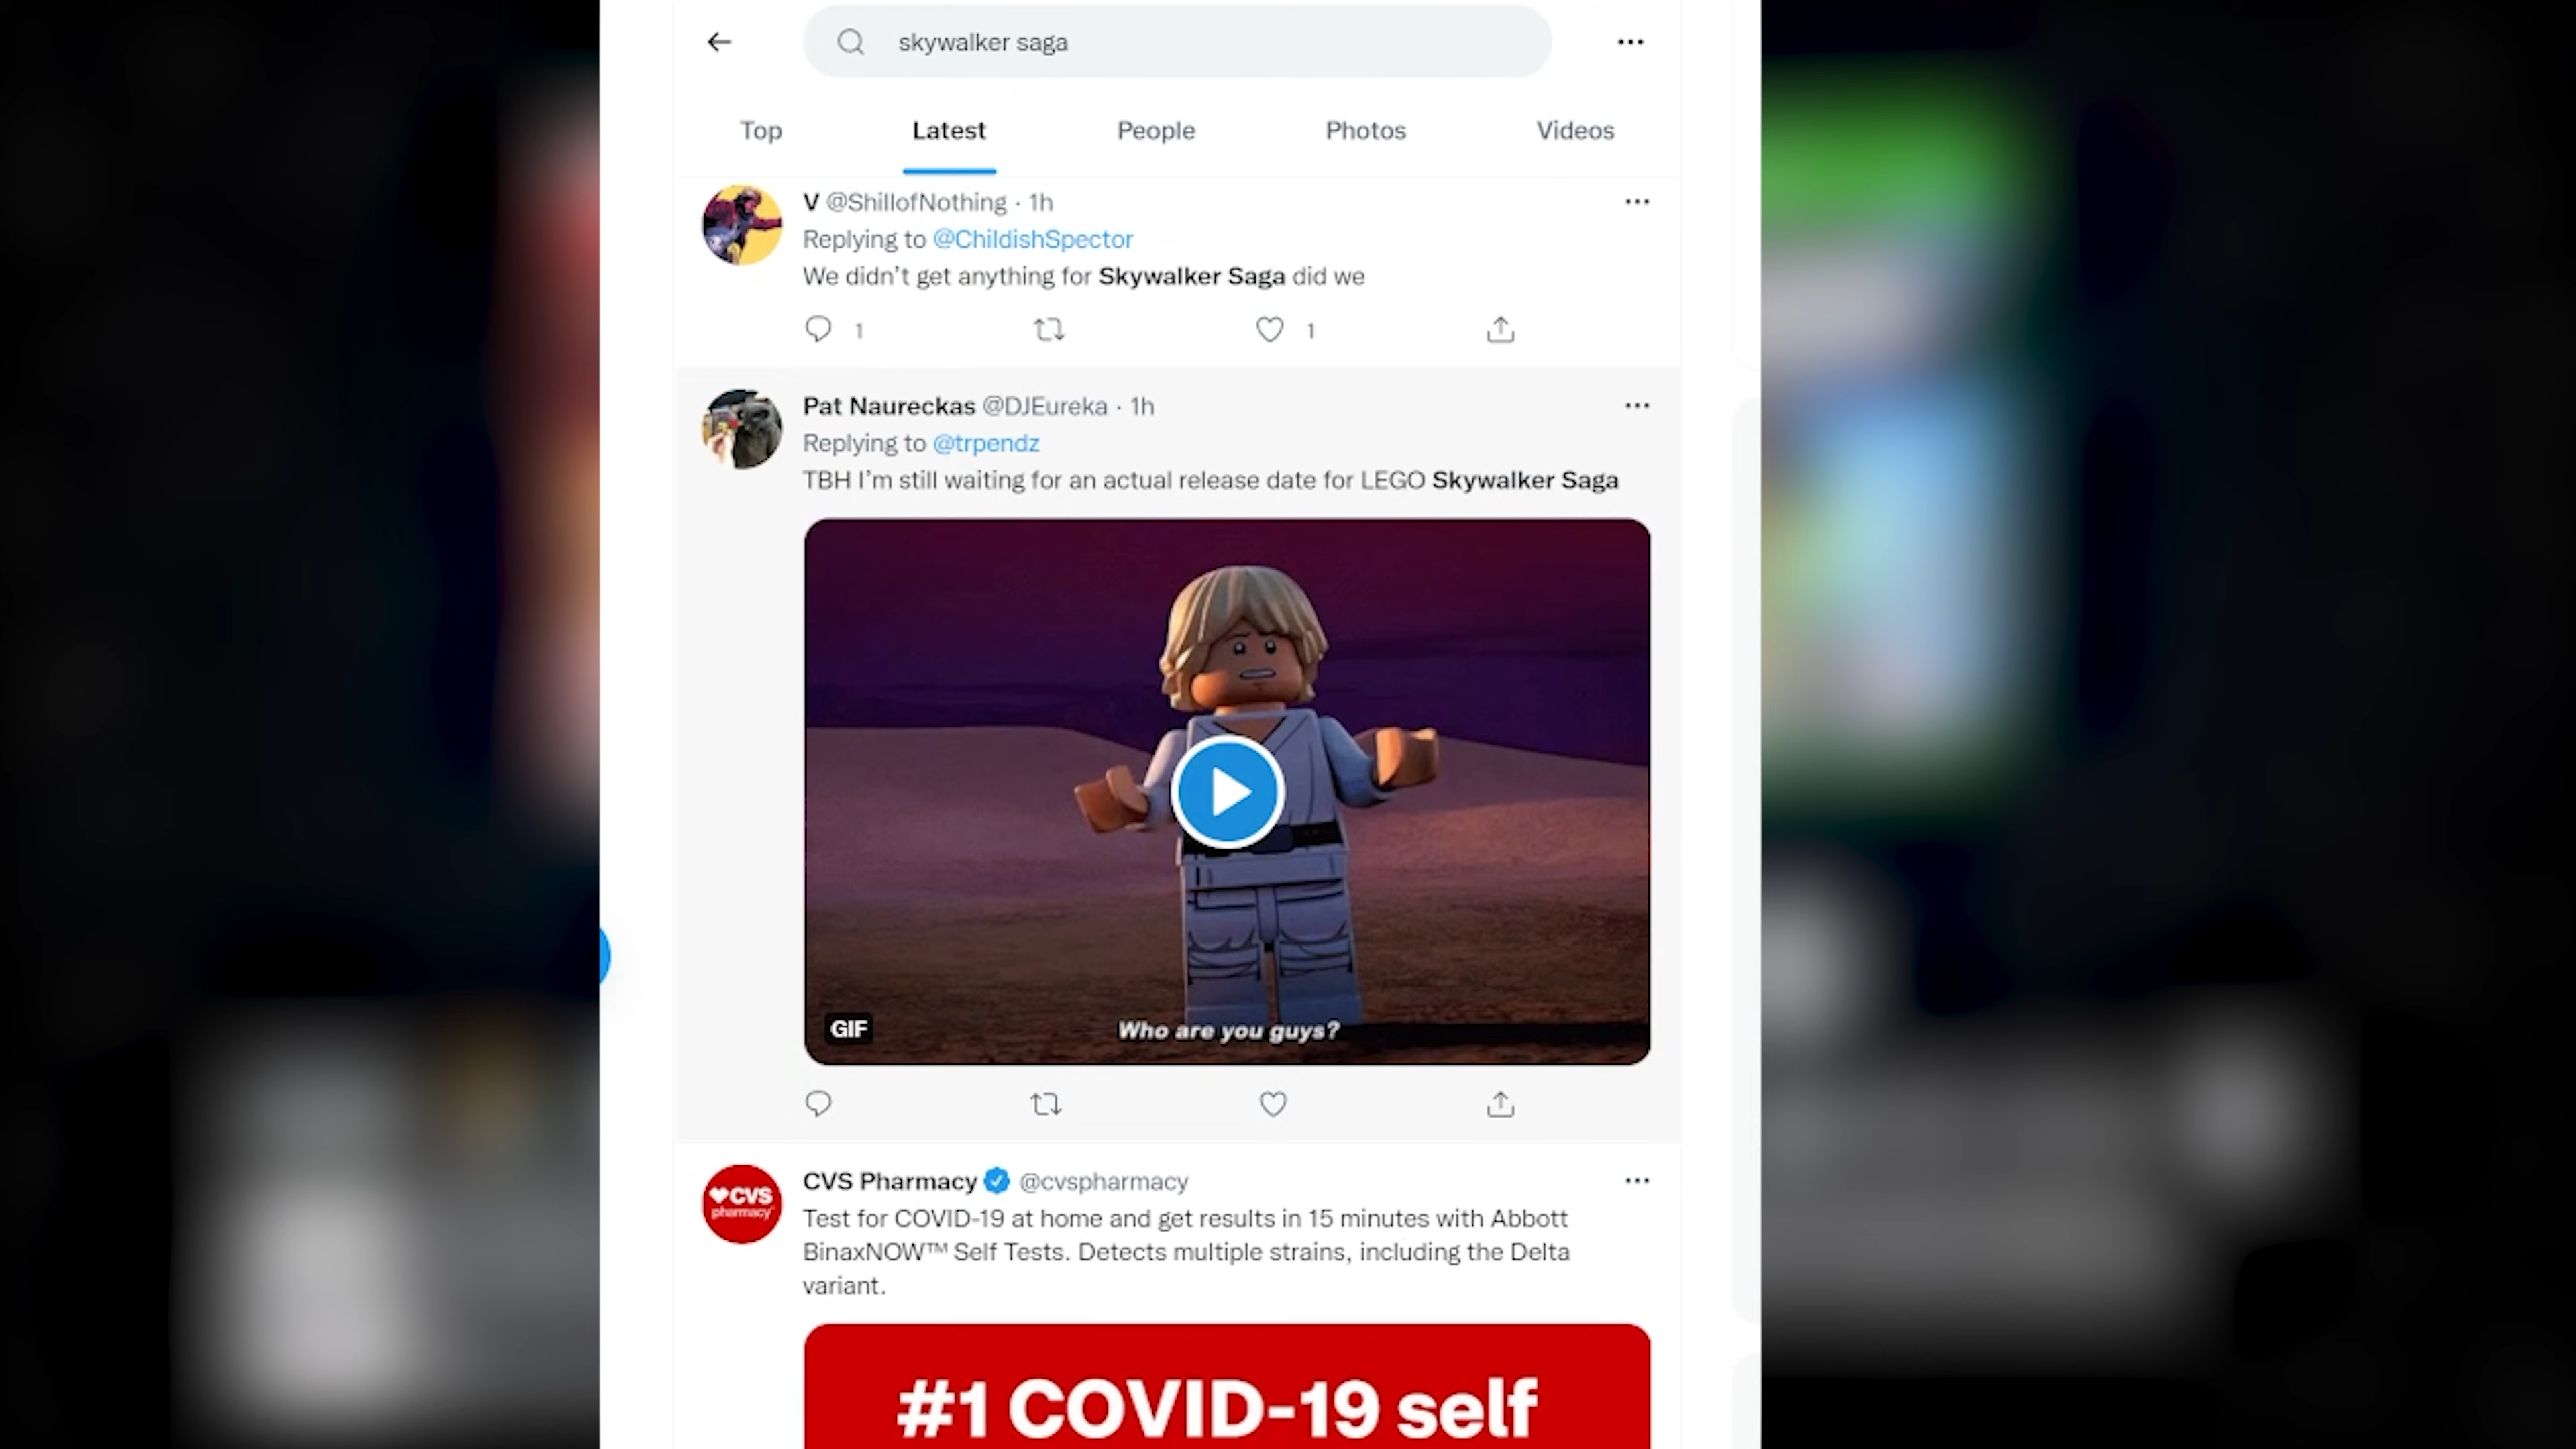 skywalker saga
Top Latest People Photos Videos
V @ShillofNothing · 1h
Replying to @ChildishSpector
We didn't get anything for Skywalker Saga did we
1 1
Pat Naureckas @DJEureka · 1h
Replying to @trpendz
TBH I'm still waiting for an actual release date for LEGO Skywalker Saga
GIF
Who are you guys?
CVS pharmacy
CVS Pharmacy @cvspharmacy
Test for COVID-19 at home and get results in 15 minutes with Abbott
BinaxNOW™ Self Tests. Detects multiple strains, including the Delta
variant.
#1 COVID-19 self